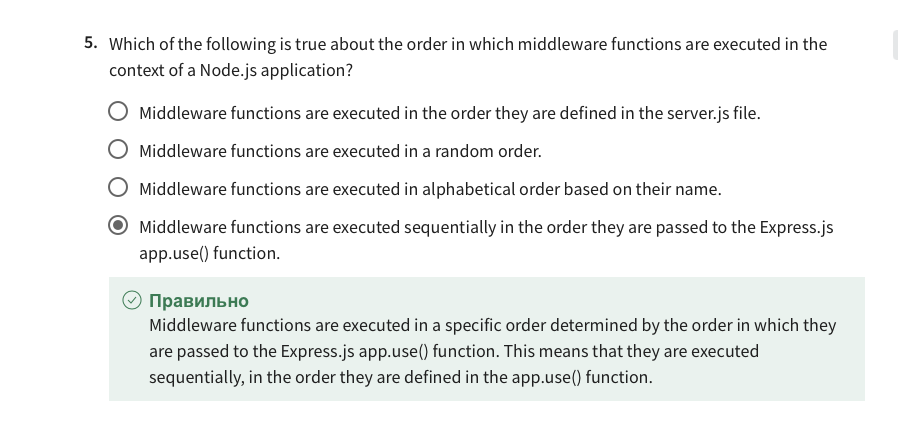 5. Which of the following is true about the order in which middleware functions are executed in the
context of a Node.js application?
Middleware functions are executed in the order they are defined in the server.js file.
Middleware functions are executed in a random order.
Middleware functions are executed in alphabetical order based on their name.
Middleware functions are executed sequentially in the order they are passed to the Express.js
app.use() function.
Правильно
Middleware functions are executed in a specific order determined by the order in which they
are passed to the Express.js app.use() function. This means that they are executed
sequentially, in the order they are defined in the app.use() function.